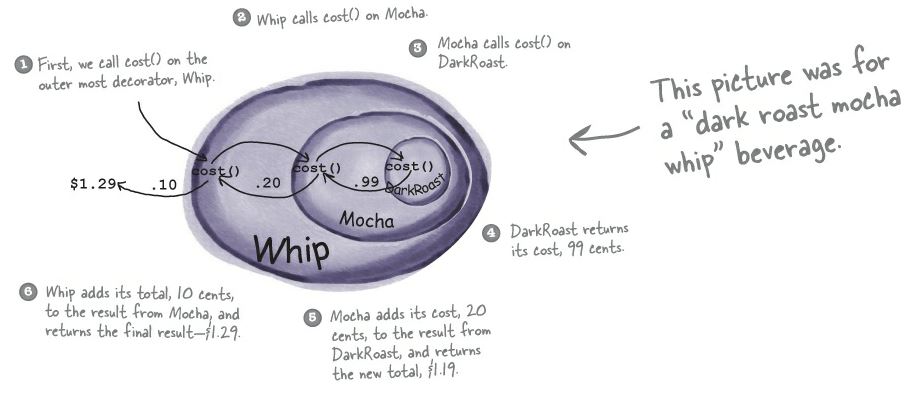 2 Whip calls cost() on Mocha.
1 First, we call cost() on the
outer most decorator, Whip.
3 Mocha calls cost() on
DarkRoast.
This picture was for
a “dark roast mocha
whip” beverage.
cost() cost() cost()
$1.29 .10 .20 .99 DarkRoast
Mocha
Whip
4 DarkRoast returns
its cost, 99 cents.
6 Whip adds its total, 10 cents,
to the result from Mocha, and
returns the final result—$1.29.
5 Mocha adds its cost, 20
cents, to the result from
DarkRoast, and returns
the new total, $1.19.